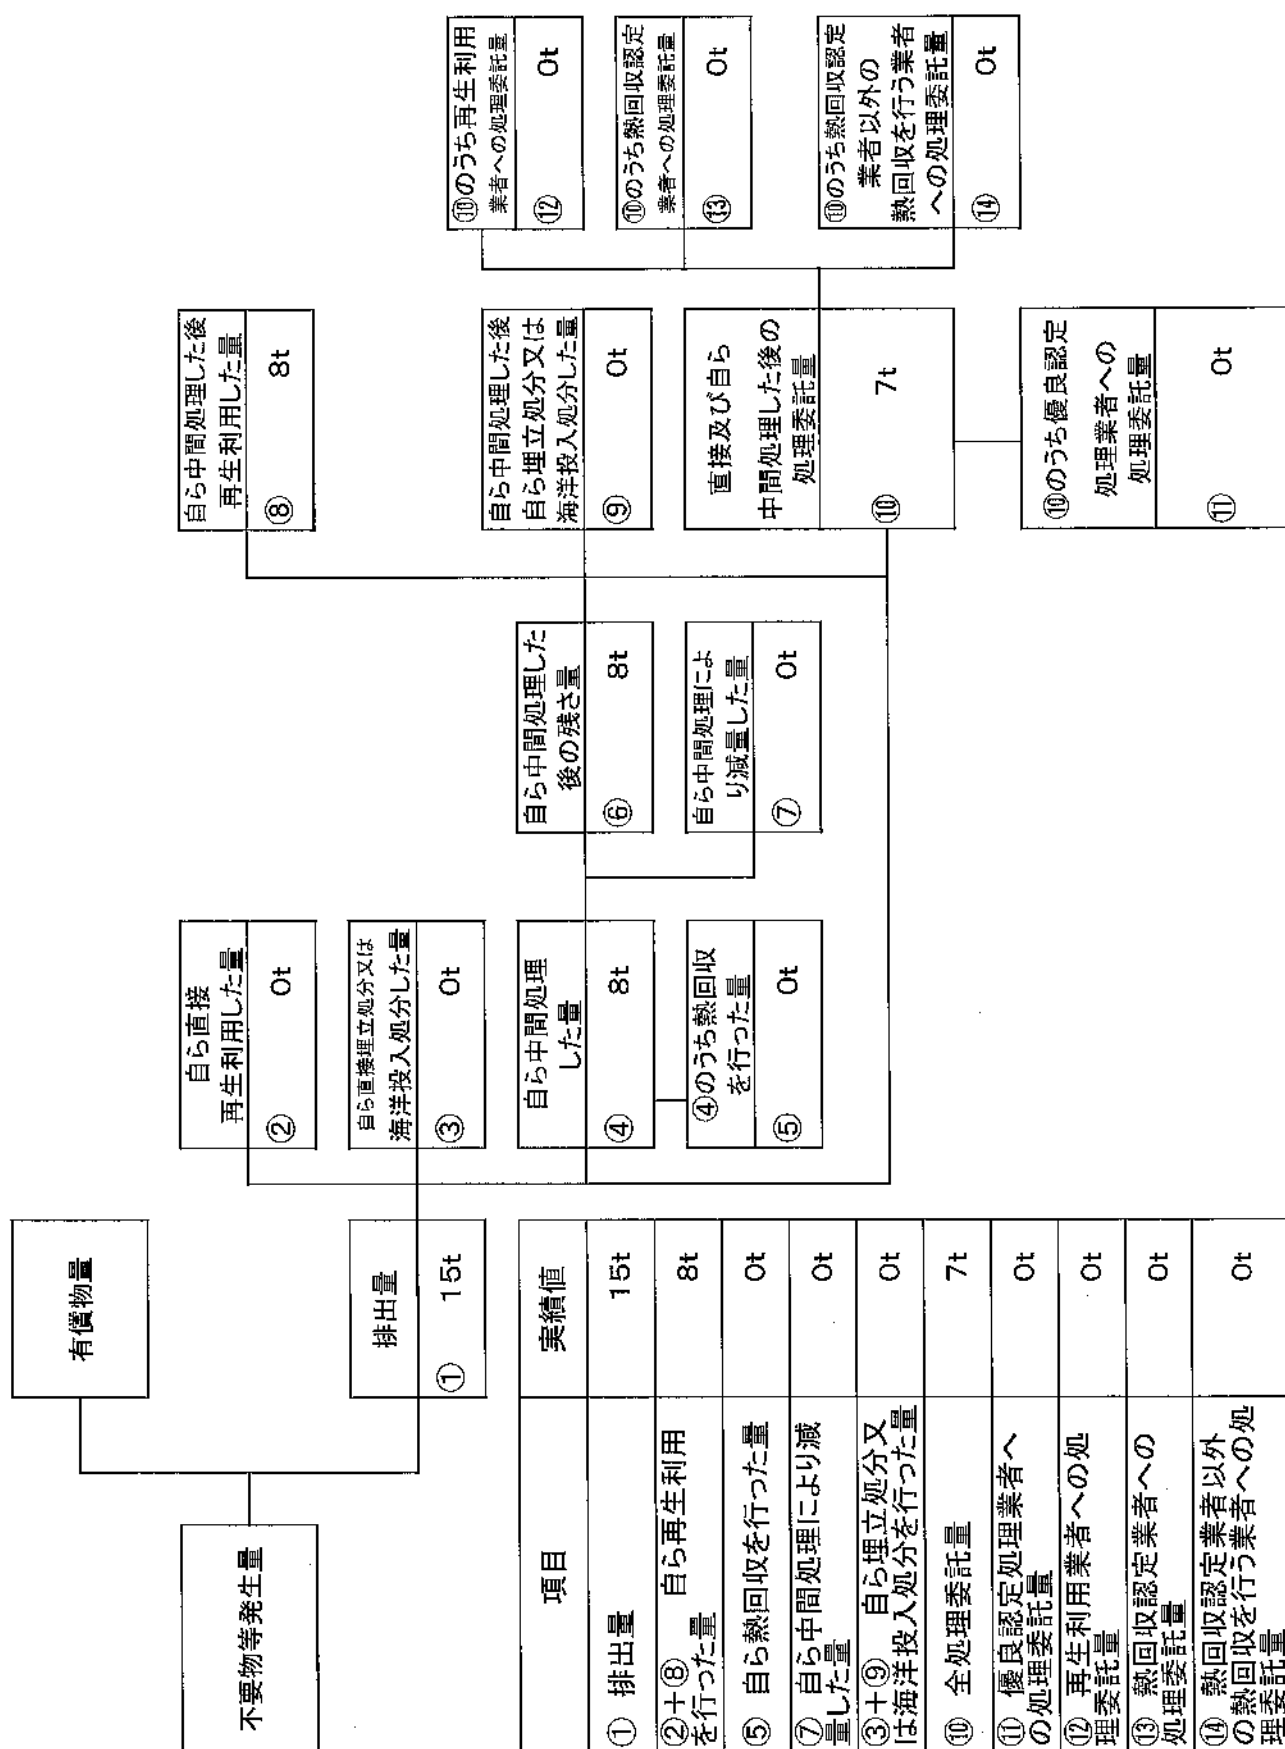 不要物等発生量
有償物量
排出量
① 15t
自ら直接
再生利用した量
② 0t
自ら直接埋立処分又は
海洋投入処分した量
③ 0t
自ら中間処理
した量
④ 8t
④のうち熱回収
を行った量
⑤ 0t
自ら中間処理した
後の残さ量
⑥ 8t
自ら中間処理によ
り減量した量
⑦ 0t
自ら中間処理した後
再生利用した量
⑧ 8t
自ら中間処理した後
自ら埋立処分又は
海洋投入処分した量
⑨ 0t
直接及び自ら
中間処理した後の
処理委託量
⑩ 7t
⑩のうち優良認定
処理業者への
処理委託量
⑪ 0t
⑩のうち再生利用
業者への処理委託量
⑫ 0t
⑩のうち熱回収認定
業者への処理委託量
⑬ 0t
⑩のうち熱回収認定
業者以外の
熱回収を行う業者
への処理委託量
⑭ 0t
項目 実績値
① 排出量 15t
②+⑧ 自ら再生利用
を行った量 8t
⑤ 自ら熱回収を行った量 0t
⑦ 自ら中間処理により減
量した量 0t
③+⑨ 自ら埋立処分又
は海洋投入処分を行った量 0t
⑩ 全処理委託量 7t
⑪ 優良認定処理業者へ
の処理委託量 0t
⑫ 再生利用業者への処
理委託量 0t
⑬ 熱回収認定業者への
処理委託量 0t
⑭ 熱回収認定業者以外
の熱回収を行う業者への処
理委託量 0t